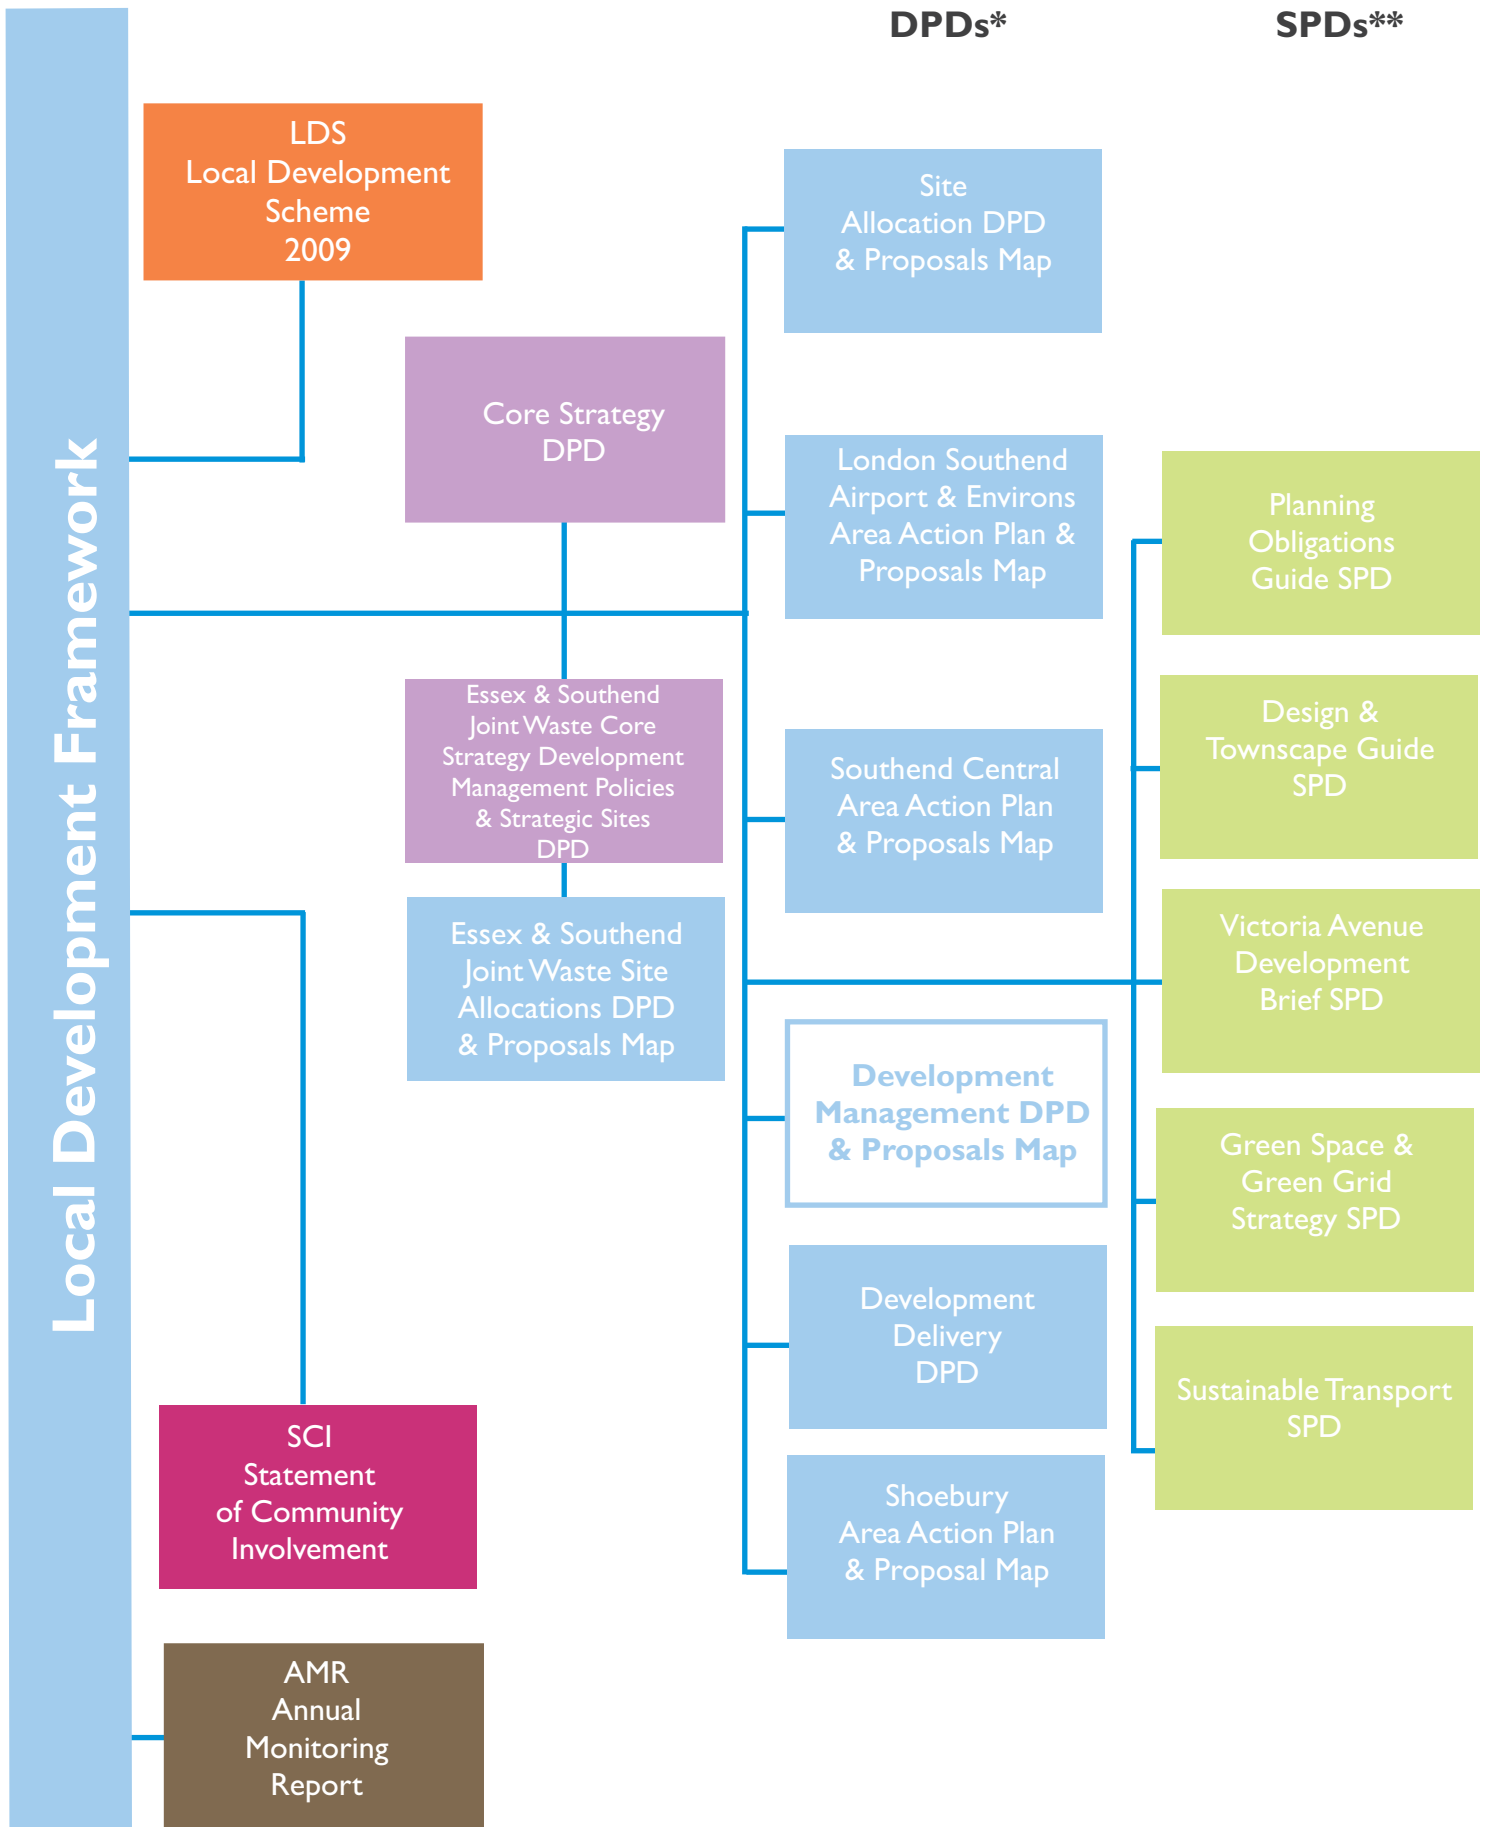 DPDs*
SPDs**
Local Development Framework
LDS
Local Development
Scheme
2009
Core Strategy
DPD
Essex & Southend
Joint Waste Core
Strategy Development
Management Policies
& Strategic Sites
DPD
Essex & Southend
Joint Waste Site
Allocations DPD
& Proposals Map
SCI
Statement
of Community
Involvement
AMR
Annual
Monitoring
Report
Site
Allocation DPD
& Proposals Map
London Southend
Airport & Environs
Area Action Plan &
Proposals Map
Southend Central
Area Action Plan
& Proposals Map
Development
Management DPD
& Proposals Map
Development
Delivery
DPD
Shoebury
Area Action Plan
& Proposal Map
Planning
Obligations
Guide SPD
Design &
Townscape Guide
SPD
Victoria Avenue
Development
Brief SPD
Green Space &
Green Grid
Strategy SPD
Sustainable Transport
SPD